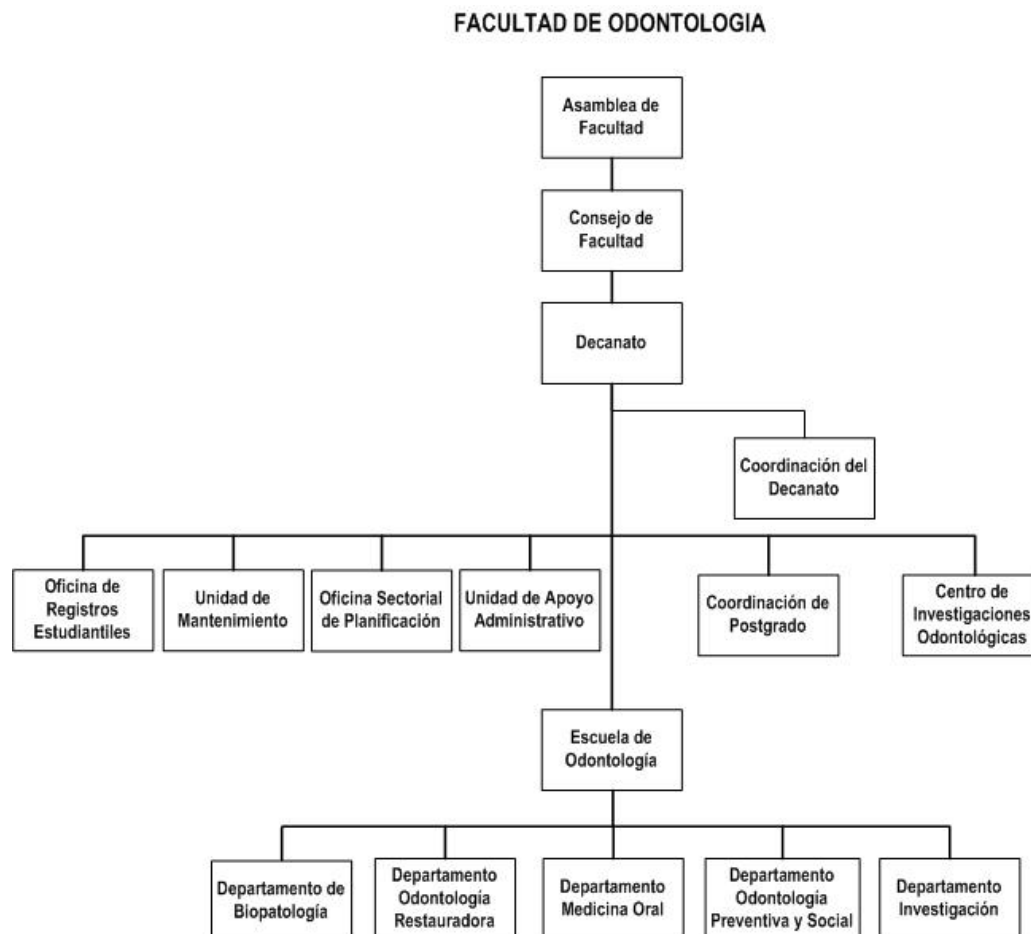 FACULTAD DE ODONTOLOGIA
Asamblea de
Facultad
Consejo de
Facultad
Decanato
Coordinación del
Decanato
Oficina de
Registros
Estudiantiles
Unidad de
Mantenimiento
Oficina Sectorial
de Planificación
Unidad de Apoyo
Administrativo
Coordinación de
Postgrado
Centro de
Investigaciones
Odontológicas
Escuela de
Odontología
Departamento de
Biopatología
Departamento
Odontología
Restauradora
Departamento
Medicina Oral
Departamento
Odontología
Preventiva y Social
Departamento
Investigación